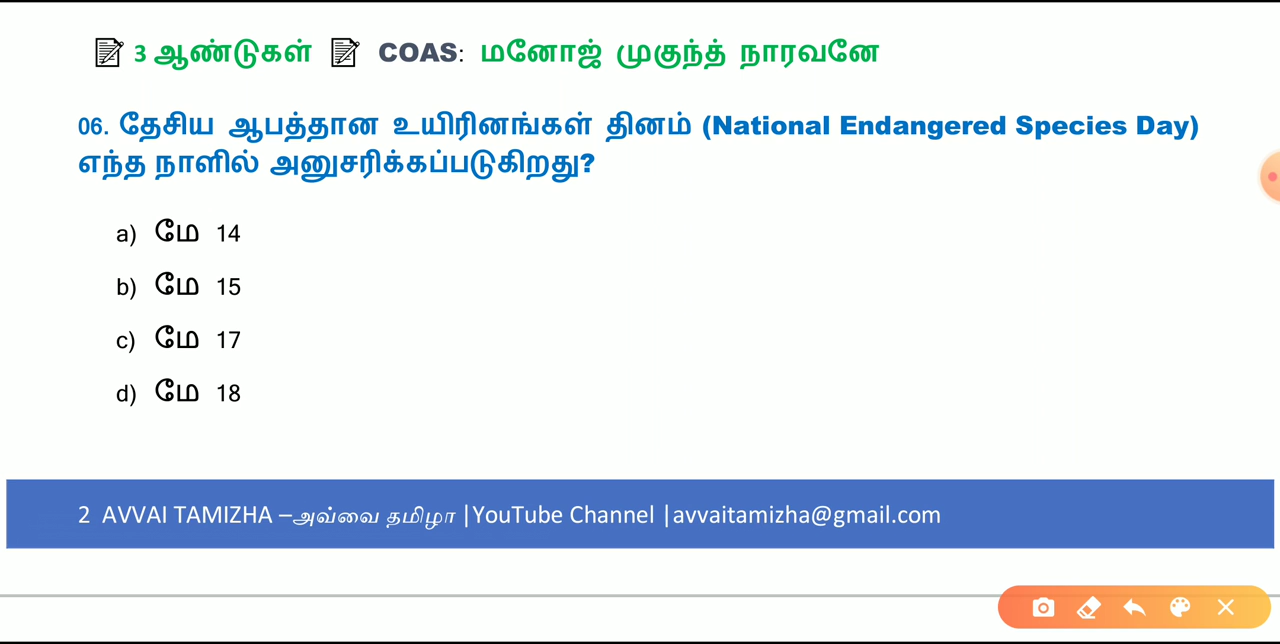 3 ஆண்டுகள் COAS: மனோஜ் முகுந்த் நாரவனே
06. தேசிய ஆபத்தான உயிரினங்கள் தினம் (National Endangered Species Day)
எந்த நாளில் அனுசரிக்கப்படுகிறது?
a) மே 14
b) மே 15
c) மே 17
d) மே 18
2 AVVAI TAMIZHA –அவ்வை தமிழா |YouTube Channel |avvaitamizha@gmail.com